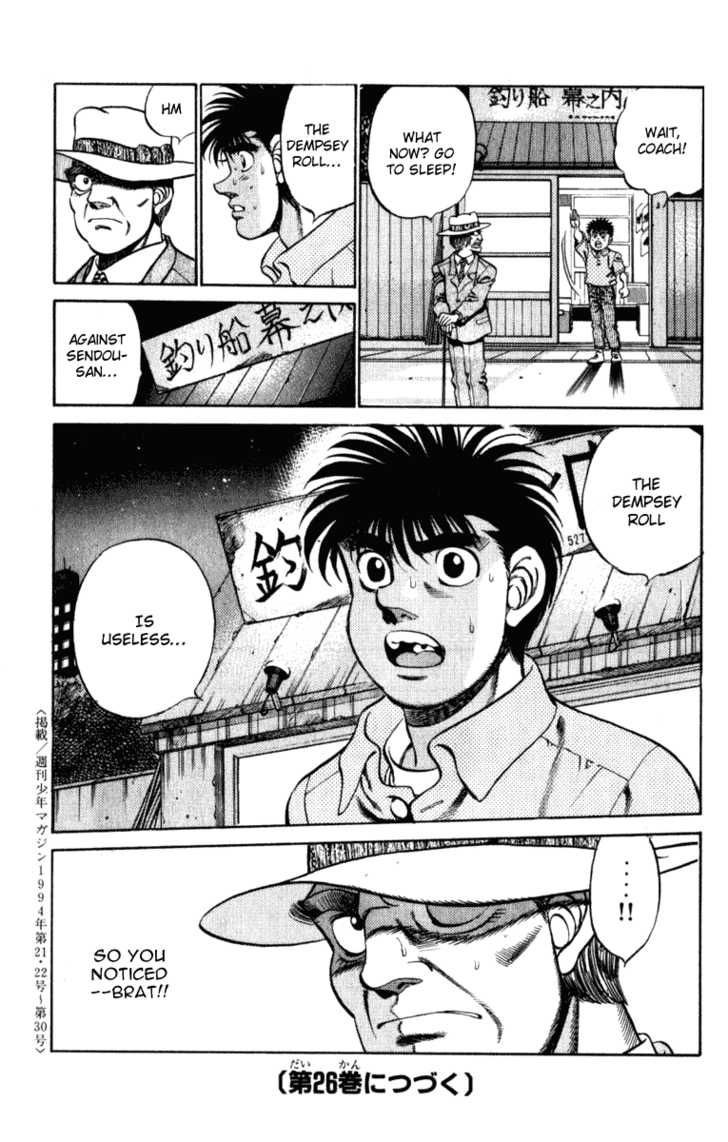 釣り船 幕之内
WAIT,
COACH!
WHAT
NOW? GO
TO SLEEP!
THE
DEMPSEY
ROLL...
HM
釣り船 幕之内
AGAINST
SENDOU-
SAN...
THE
DEMPSEY
ROLL
釣
527
IS
USELESS...
.....!!
SO YOU
NOTICED
--BRAT!!
〈掲載/週刊少年マガジン1994年第21・22号〜第30号〉
だい かん
〔第26巻につづく〕